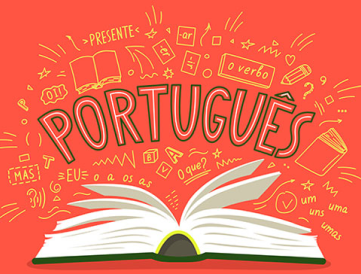 >PRESENTE<
-ar
o verbo
oi!
PORTUGUÊS
MAS
EU
o a os as
B
V
A
o que?
um
uns uma
umas